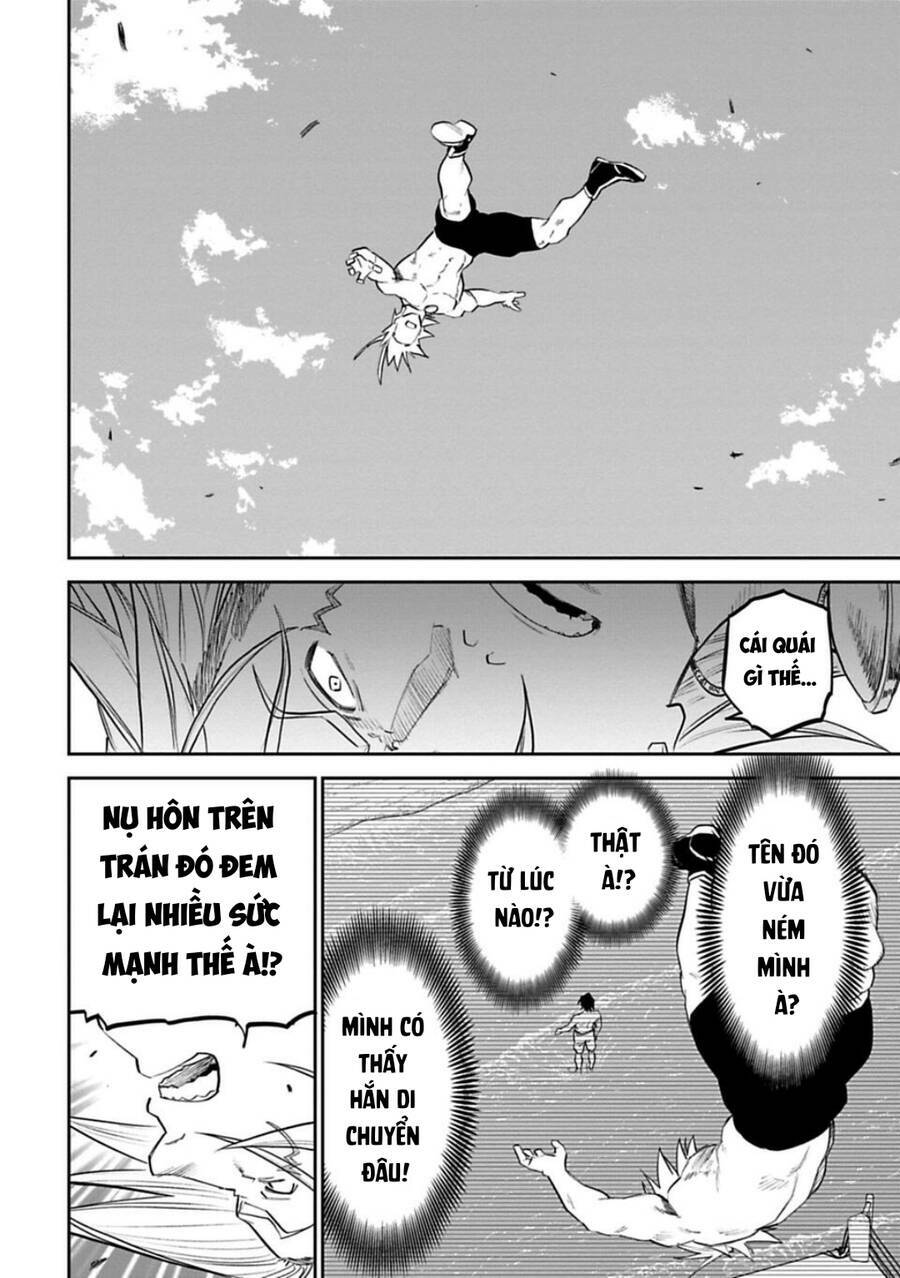 CÁI QUÁI
GÌ THẾ...
TÊN ĐÓ
VỪA
NÉM
MÌNH
À?
THẬT
À!?
TỪ LÚC
NÀO!?
MÌNH CÓ
THẤY
HẮN DI
CHUYỂN
ĐÂU!
NỤ HÔN TRÊN
TRÁN ĐÓ ĐEM
LẠI NHIỀU SỨC
MẠNH THẾ À!?